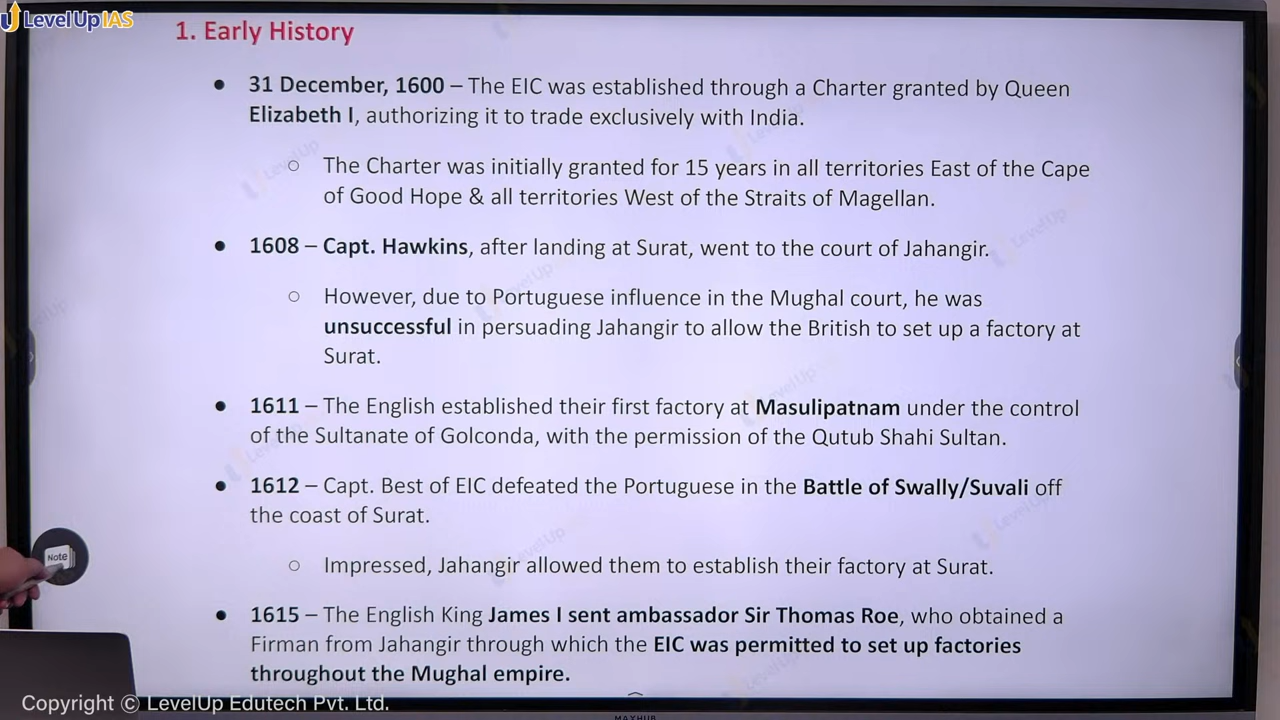 LevelUp IAS
1. Early History
● 31 December, 1600 – The EIC was established through a Charter granted by Queen
Elizabeth I, authorizing it to trade exclusively with India.
○ The Charter was initially granted for 15 years in all territories East of the Cape
of Good Hope & all territories West of the Straits of Magellan.
● 1608 – Capt. Hawkins, after landing at Surat, went to the court of Jahangir.
○ However, due to Portuguese influence in the Mughal court, he was
unsuccessful in persuading Jahangir to allow the British to set up a factory at
Surat.
● 1611 – The English established their first factory at Masulipatnam under the control
of the Sultanate of Golconda, with the permission of the Qutub Shahi Sultan.
● 1612 – Capt. Best of EIC defeated the Portuguese in the Battle of Swally/Suvali off
the coast of Surat.
Note
○ Impressed, Jahangir allowed them to establish their factory at Surat.
● 1615 – The English King James I sent ambassador Sir Thomas Roe, who obtained a
Firman from Jahangir through which the EIC was permitted to set up factories
throughout the Mughal empire.
Copyright © LevelUp Edutech Pvt. Ltd.
MAXHUB